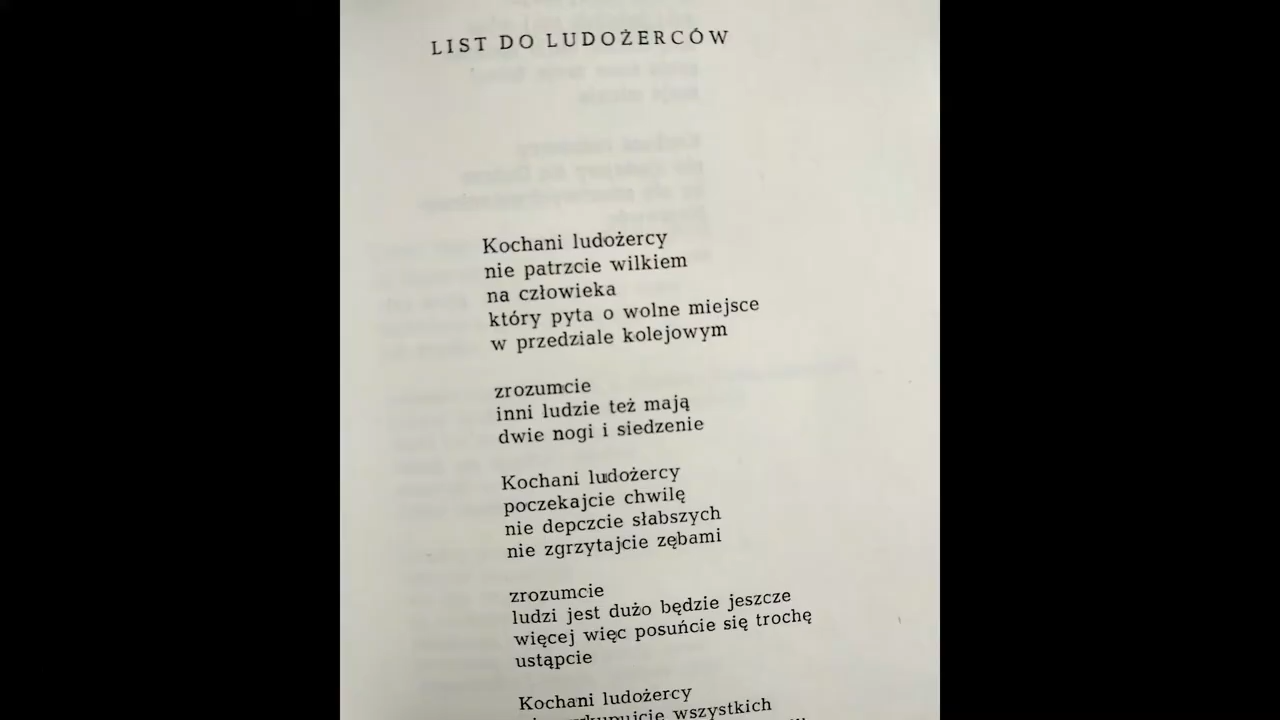 LIST DO LUDOŻERCÓW
Kochani ludożercy
nie patrzcie wilkiem
na człowieka
który pyta o wolne miejsce
w przedziale kolejowym
zrozumcie
inni ludzie też mają
dwie nogi i siedzenie
Kochani ludożercy
poczekajcie chwilę
nie depczcie słabszych
nie zgrzytajcie zębami
zrozumcie
ludzi jest dużo będzie jeszcze
więcej więc posuńcie się trochę
ustąpcie
Kochani ludożercy
wszystkich